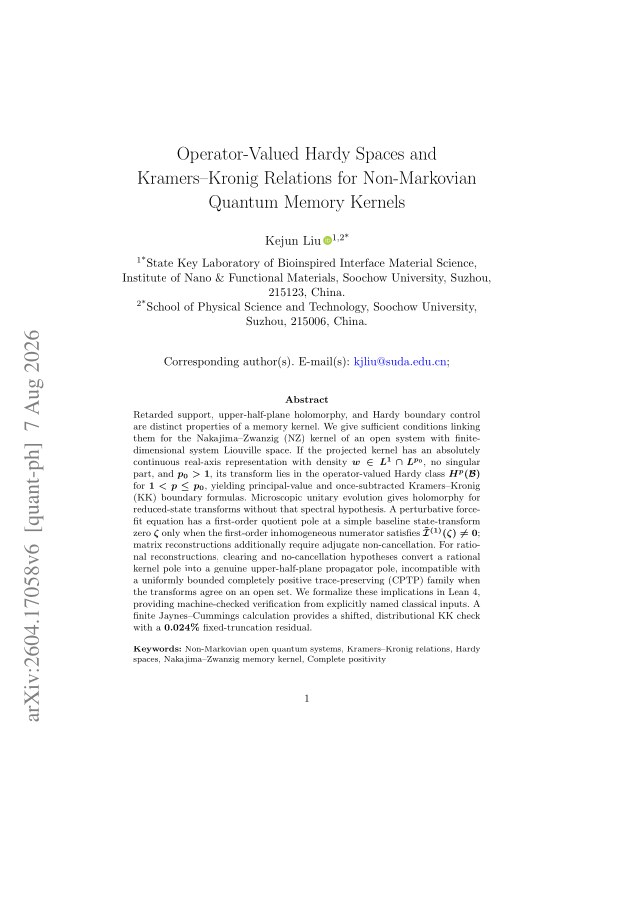 Operator-Valued Hardy Spaces and
Kramers–Kronig Relations for Non-Markovian
Quantum Memory Kernels
Kejun Liu 1,2*
1*State Key Laboratory of Bioinspired Interface Material Science,
Institute of Nano & Functional Materials, Soochow University, Suzhou,
215123, China.
2*School of Physical Science and Technology, Soochow University,
Suzhou, 215006, China.
Corresponding author(s). E-mail(s): kjliu@suda.edu.cn;
Abstract
Retarded support, upper-half-plane holomorphy, and Hardy boundary control
are distinct properties of a memory kernel. We give sufficient conditions linking
them for the Nakajima–Zwanzig (NZ) kernel of an open system with finite-
dimensional system Liouville space. If the projected kernel has an absolutely
continuous real-axis representation with density w ∈ L¹ ∩ Lᵖ⁰, no singular
part, and p₀ > 1, its transform lies in the operator-valued Hardy class Hᵖ(ℬ)
for 1 < p ≤ p₀, yielding principal-value and once-subtracted Kramers–Kronig
(KK) boundary formulas. Microscopic unitary evolution gives holomorphy for
reduced-state transforms without that spectral hypothesis. A perturbative force-
fit equation has a first-order quotient pole at a simple baseline state-transform
zero ζ only when the first-order inhomogeneous numerator satisfies Ĩ⁽¹⁾(ζ) ≠ 0;
matrix reconstructions additionally require adjugate non-cancellation. For ratio-
nal reconstructions, clearing and no-cancellation hypotheses convert a rational
kernel pole into a genuine upper-half-plane propagator pole, incompatible with
a uniformly bounded completely positive trace-preserving (CPTP) family when
the transforms agree on an open set. We formalize these implications in Lean 4,
providing machine-checked verification from explicitly named classical inputs. A
finite Jaynes–Cummings calculation provides a shifted, distributional KK check
with a 0.024% fixed-truncation residual.
Keywords: Non-Markovian open quantum systems, Kramers–Kronig relations, Hardy
spaces, Nakajima–Zwanzig memory kernel, Complete positivity
1
arXiv:2604.17058v6 [quant-ph] 7 Aug 2026